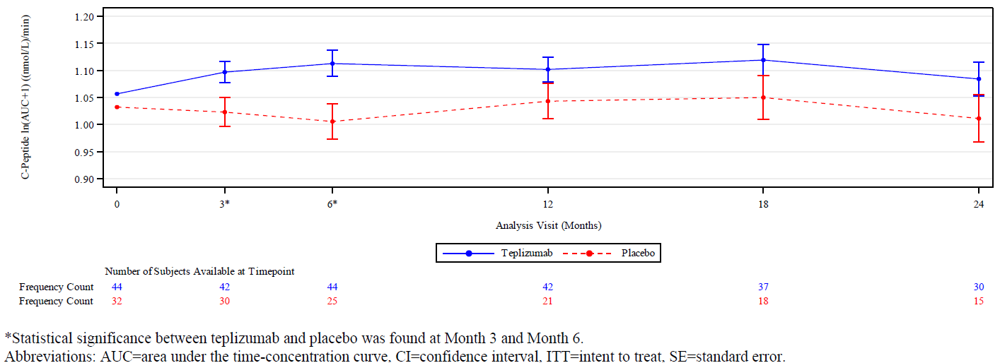 C-Peptide ln(AUC+1) ((nmol/L)/min)
1.20
1.15
1.10
1.05
1.00
0.95
0.90
0 3* 6* 12 18 24
Analysis Visit (Months)
Teplizumab Placebo
Number of Subjects Available at Timepoint
Frequency Count 44 42 44 42 37 30
Frequency Count 32 30 25 21 18 15
*Statistical significance between teplizumab and placebo was found at Month 3 and Month 6.
Abbreviations: AUC=area under the time-concentration curve, CI=confidence interval, ITT=intent to treat, SE=standard error.